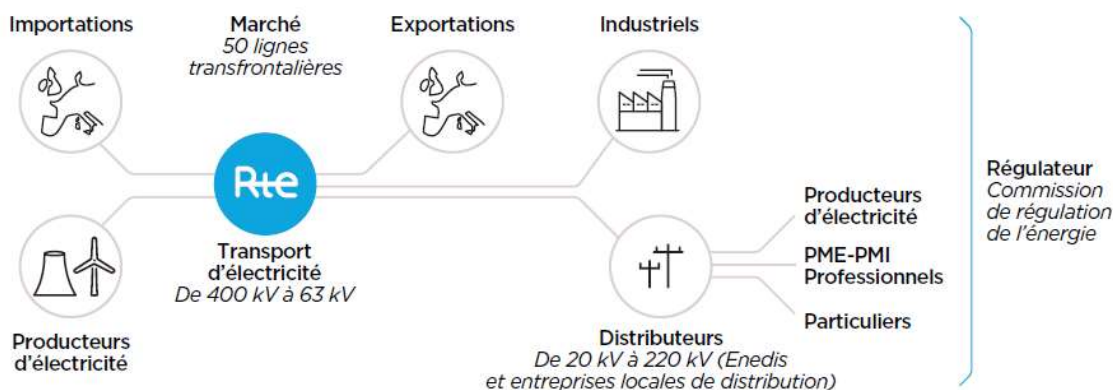 Importations
Marché
50 lignes
transfrontalières
Exportations
Industriels
Rte
Transport
d'électricité
De 400 kV à 63 kV
Producteurs
d'électricité
Distributeurs
De 20 kV à 220 kV (Enedis
et entreprises locales de distribution)
Producteurs
d'électricité
PME-PMI
Professionnels
Particuliers
Régulateur
Commission
de régulation
de l'énergie